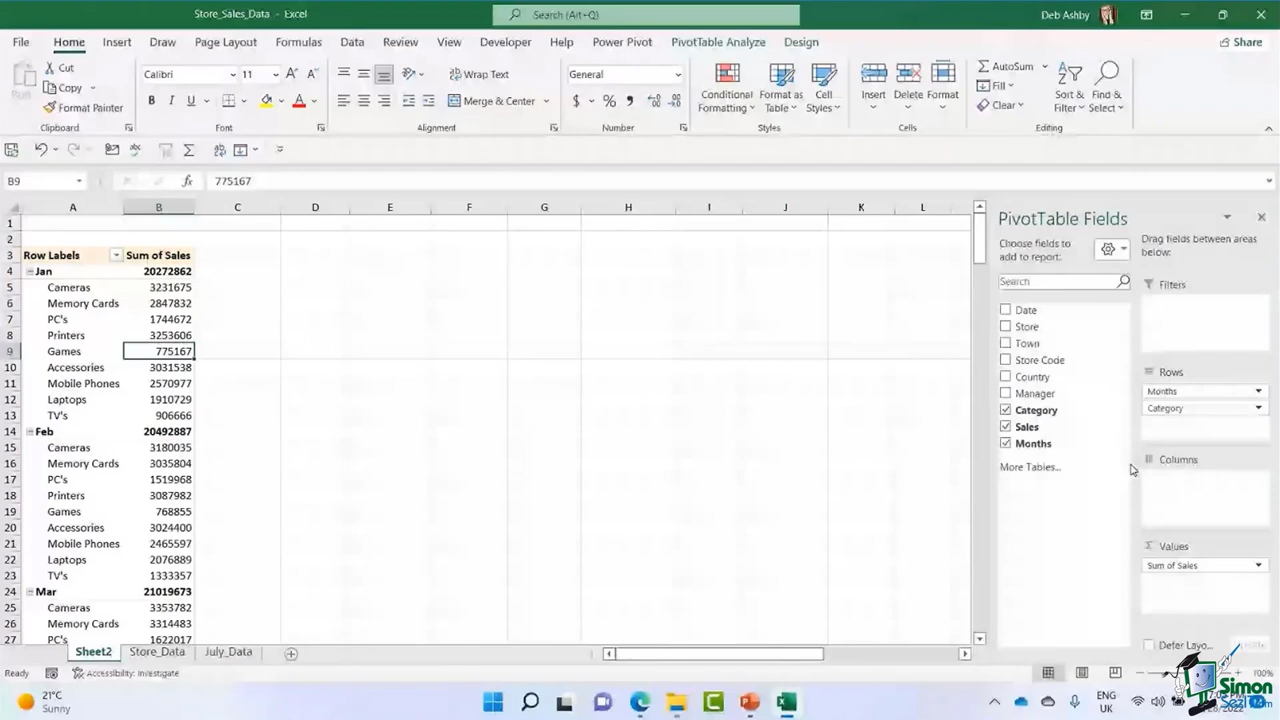 Store_Sales_Data - Excel
Search (Alt+Q)
Deb Ashby
File Home Insert Draw Page Layout Formulas Data Review View Developer Help Power Pivot PivotTable Analyze Design Share
Cut
Copy
Format Painter
Clipboard
Calibri 11
B I U
Font
Wrap Text
Merge & Center
Alignment
General
$ % ,
Number
Conditional Formatting
Format as Table
Cell Styles
Styles
Insert Delete Format
Cells
AutoSum
Fill
Clear
Sort & Filter
Find & Select
Editing
B9 fx 775167
A B C D E F G H I J K L
1
2
3 Row Labels Sum of Sales
4 Jan 20272862
5 Cameras 3231675
6 Memory Cards 2847832
7 PC's 1744672
8 Printers 3253606
9 Games 775167
10 Accessories 3031538
11 Mobile Phones 2570977
12 Laptops 1910729
13 TV's 906666
14 Feb 20492887
15 Cameras 3180035
16 Memory Cards 3035804
17 PC's 1519968
18 Printers 3087982
19 Games 768855
20 Accessories 3024400
21 Mobile Phones 2465597
22 Laptops 2076889
23 TV's 1333357
24 Mar 21019673
25 Cameras 3353782
26 Memory Cards 3314483
27 PC's 1622017
PivotTable Fields
Choose fields to add to report:
Search
Date
Store
Town
Store Code
Country
Manager
Category
Sales
Months
More Tables...
Drag fields between areas below:
Filters
Rows
Months
Category
Columns
Values
Sum of Sales
Defer Layo...
Sheet2 Store_Data July_Data
Ready Accessibility: Investigate
21°C
Sunny
ENG
UK
Simon